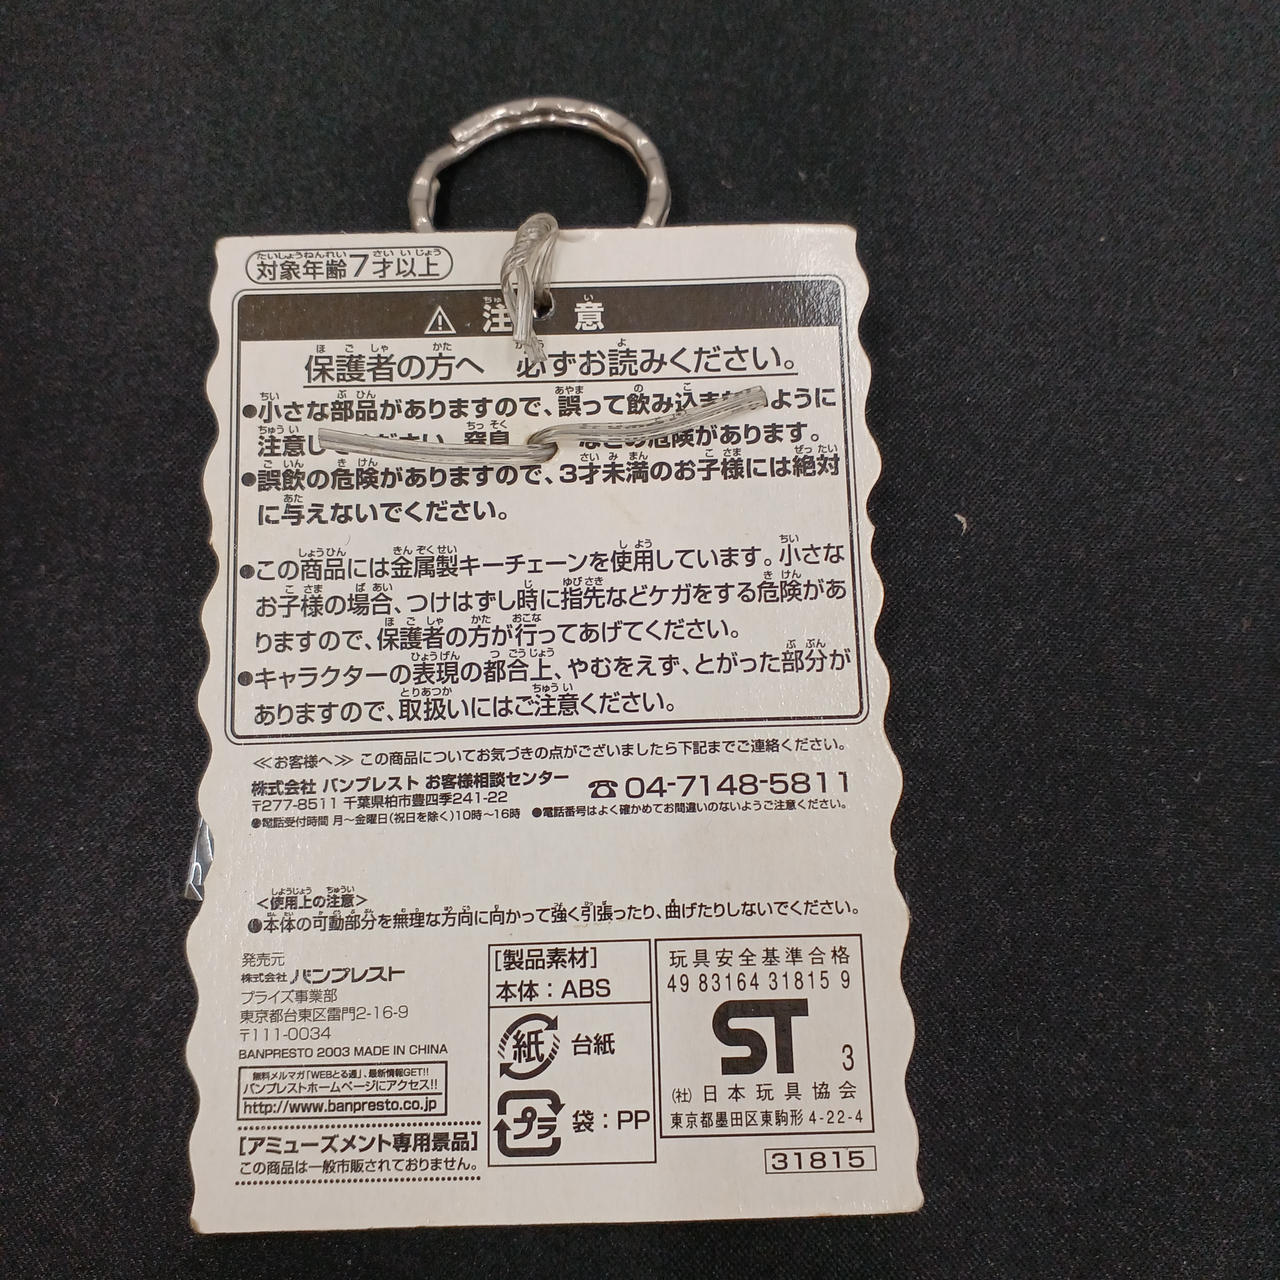 対象年齢7才以上
⚠ 注意
保護者の方へ 必ずお読みください。
●小さな部品がありますので、誤って飲み込まないように
注意してください。窒息などの危険があります。
●誤飲の危険がありますので、3才未満のお子様には絶対
に与えないでください。
●この商品には金属製キーチェーンを使用しています。小さな
お子様の場合、つけはずし時に指先などケガをする危険があ
りますので、保護者の方が行ってあげてください。
●キャラクターの表現の都合上、やむをえず、とがった部分が
ありますので、取扱いにはご注意ください。
≪お客様へ≫ この商品についてお気づきの点がございましたら下記までご連絡ください。
株式会社 バンプレスト お客様相談センター ☎04-7148-5811
〒277-8511 千葉県柏市豊四季241-22
●電話受付時間 月〜金曜日(祝日を除く)10時〜16時 ●電話番号はよく確かめてお間違いのないようご注意ください。
<使用上の注意>
●本体の可動部分を無理な方向に向かって強く引張ったり、曲げたりしないでください。
発売元
株式会社 バンプレスト
プライズ事業部
東京都台東区雷門2-16-9
〒111-0034
BANPRESTO 2003 MADE IN CHINA
無料メルマガ「WEBとる通」、最新情報GET!!
バンプレストホームページにアクセス!!
http://www.banpresto.co.jp
[アミューズメント専用景品]
この商品は一般市販されておりません。
[製品素材]
本体：ABS
紙 台紙
プラ 袋：PP
玩具安全基準合格
49 83164 31815 9
ST 3
(社)日本玩具協会
東京都墨田区東駒形 4-22-4
31815